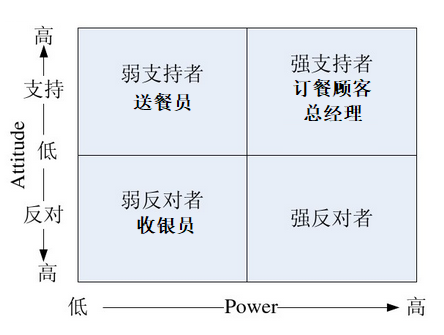 高
支持
低
反对
高
Attitude
弱支持者
送餐员
强支持者
订餐顾客
总经理
弱反对者
收银员
强反对者
低
Power
高